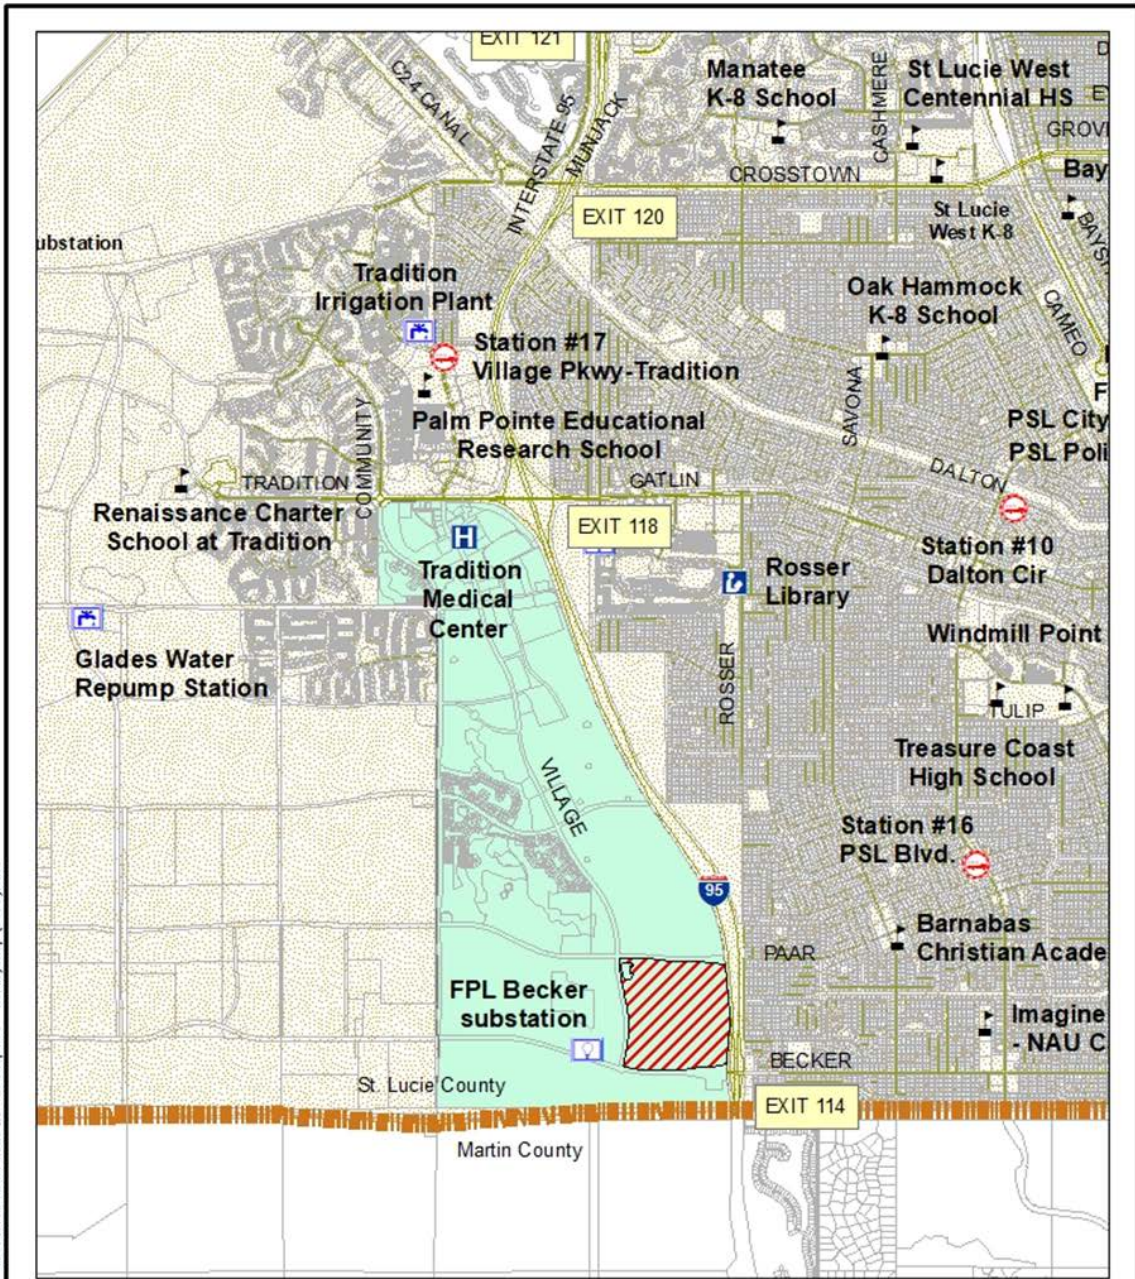 EXIT 121
C24 CANAL
INTERSTATE 95
MUNJACK
Manatee
K-8 School
CASHMERE
St Lucie West
Centennial HS
CROSSTOWN
EXIT 120
St Lucie
West K-8
Bay
ubstation
Tradition
Irrigation Plant
Oak Hammock
K-8 School
CAMEO
Station #17
Village Pkwy-Tradition
SAVONA
COMMUNITY
Palm Pointe Educational
Research School
PSL City
PSL Poli
TRADITION
GATLIN
DALTON
Renaissance Charter
School at Tradition
EXIT 118
H
Tradition
Medical
Center
Station #10
Dalton Cir
Rosser
Library
Windmill Point
Glades Water
Repump Station
ROSSER
TULIP
Treasure Coast
High School
VILLAGE
Station #16
PSL Blvd.
95
Barnabas
Christian Acade
PAAR
FPL Becker
substation
Imagine
- NAU C
BECKER
St. Lucie County
EXIT 114
Martin County